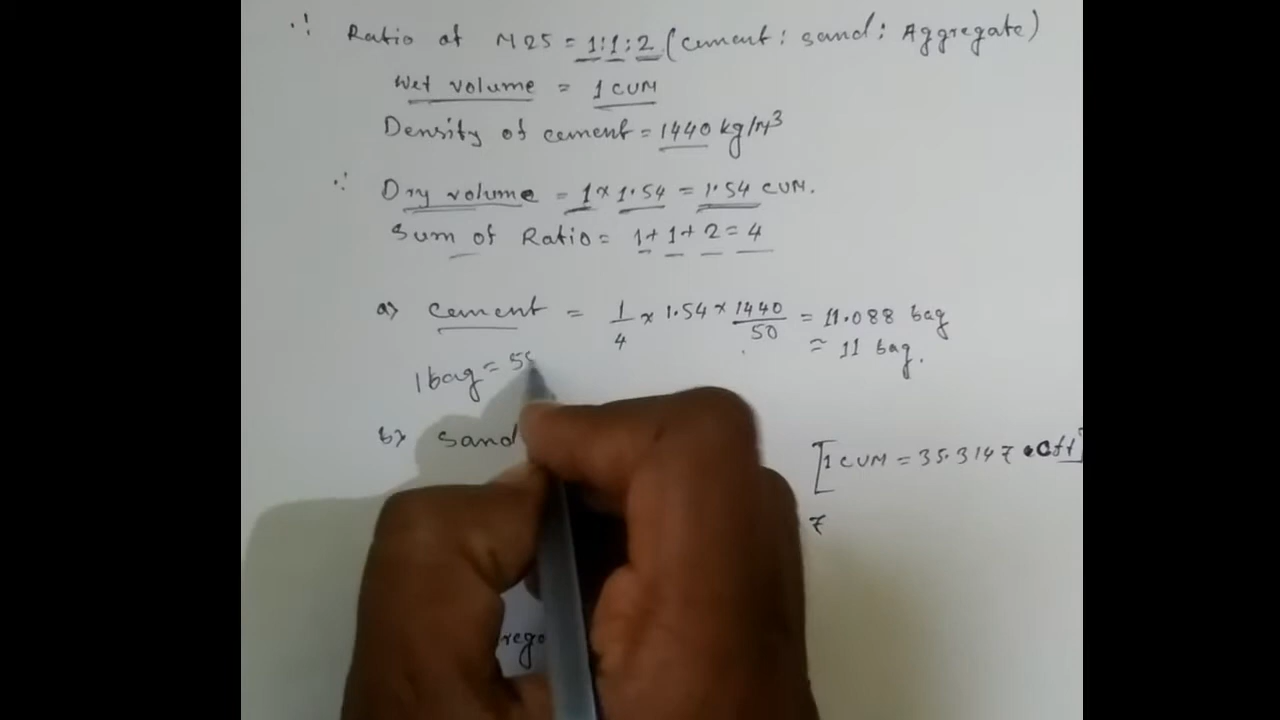 ∵ Ratio of M25 = 1:1:2 (cement: sand: Aggregate)
Wet volume = 1 CUM
Density of cement = 1440 kg/M³
∵ Dry volume = 1 × 1.54 = 1.54 CUM.
Sum of Ratio = 1 + 1 + 2 = 4
a) cement = 1/4 × 1.54 × 1440/50 = 11.088 bag
≈ 11 bag.
1 bag = 5
b) sand
[1 CUM = 35.3147 cft]
7